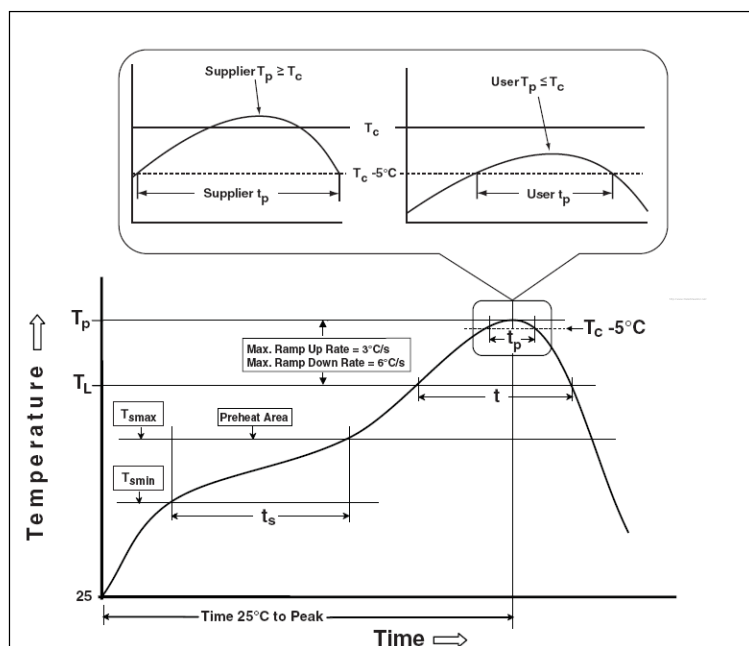 Supplier Tp ≥ Tc
User Tp ≤ Tc
Tc
Tc -5°C
Supplier tp
User tp
Tp
Tc -5°C
tp
Max. Ramp Up Rate = 3°C/s
Max. Ramp Down Rate = 6°C/s
TL
t
Tsmax
Preheat Area
Tsmin
ts
Temperature
25
Time 25°C to Peak
Time